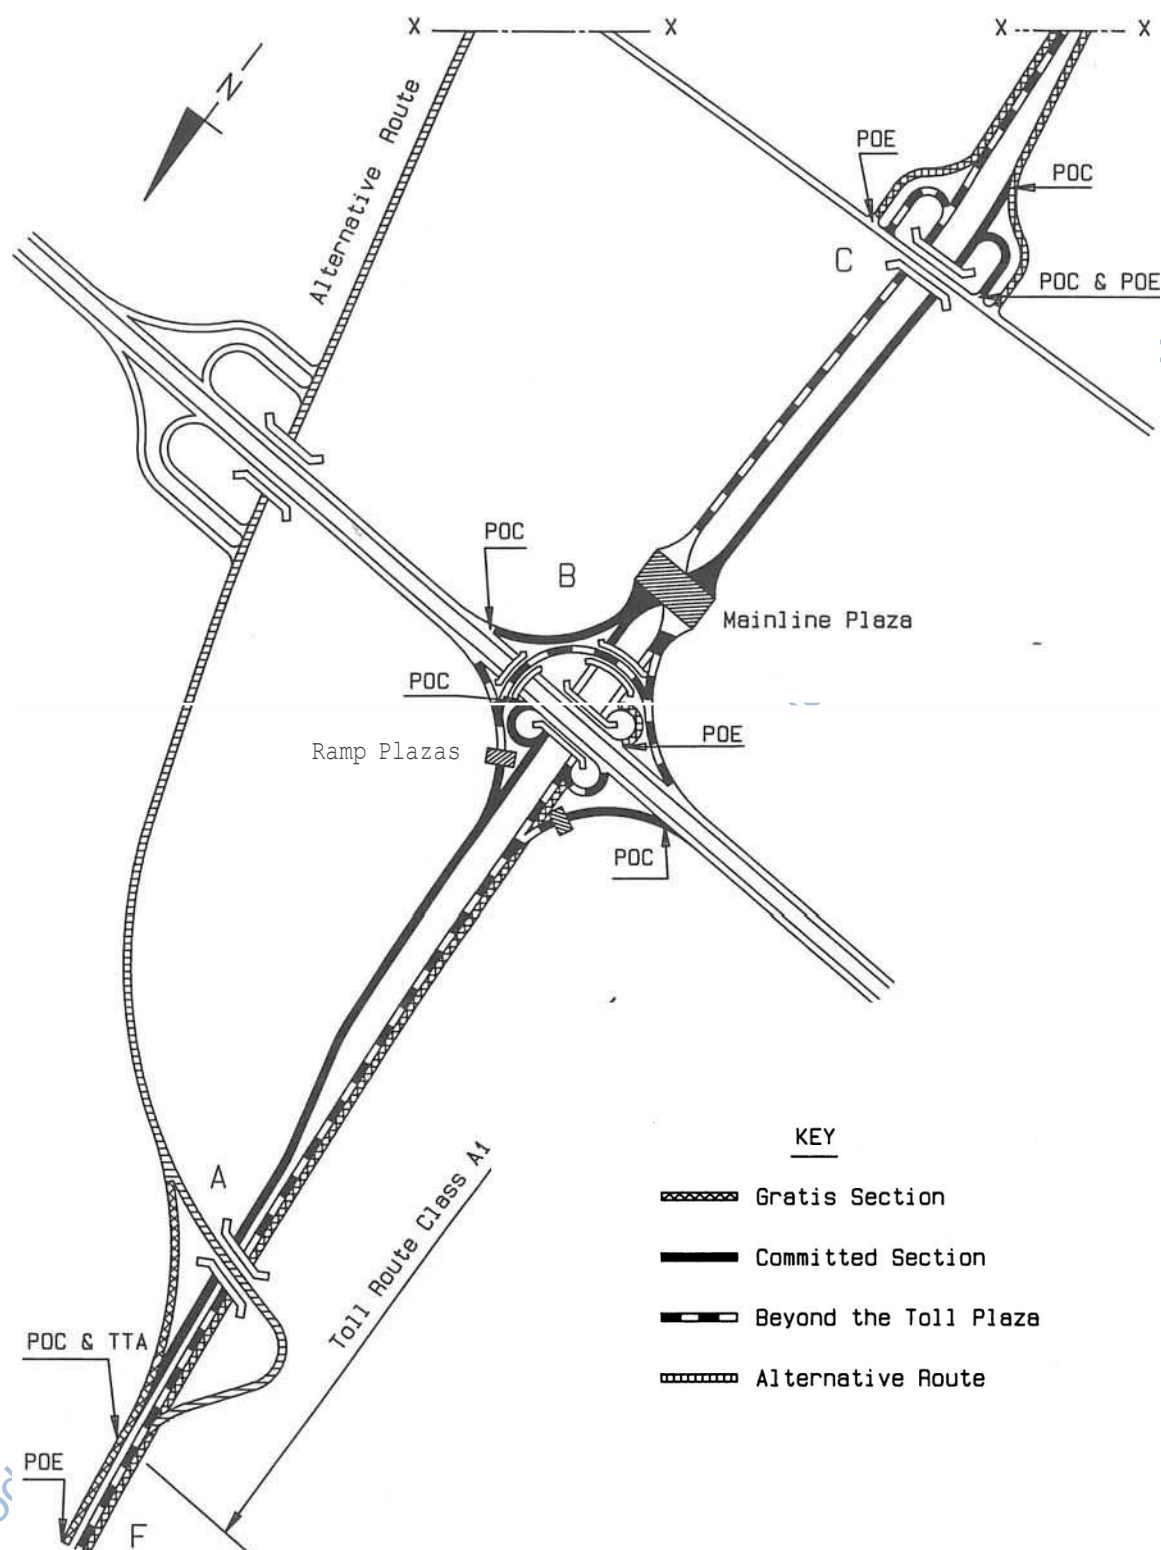 X X X X
N
Alternative Route
POE
POC
C
POC & POE
POC
B
Mainline Plaza
POC
Ramp Plazas
POE
POC
A
Toll Route Class A1
POC & TTA
POE
F
KEY
Gratis Section
Committed Section
Beyond the Toll Plaza
Alternative Route